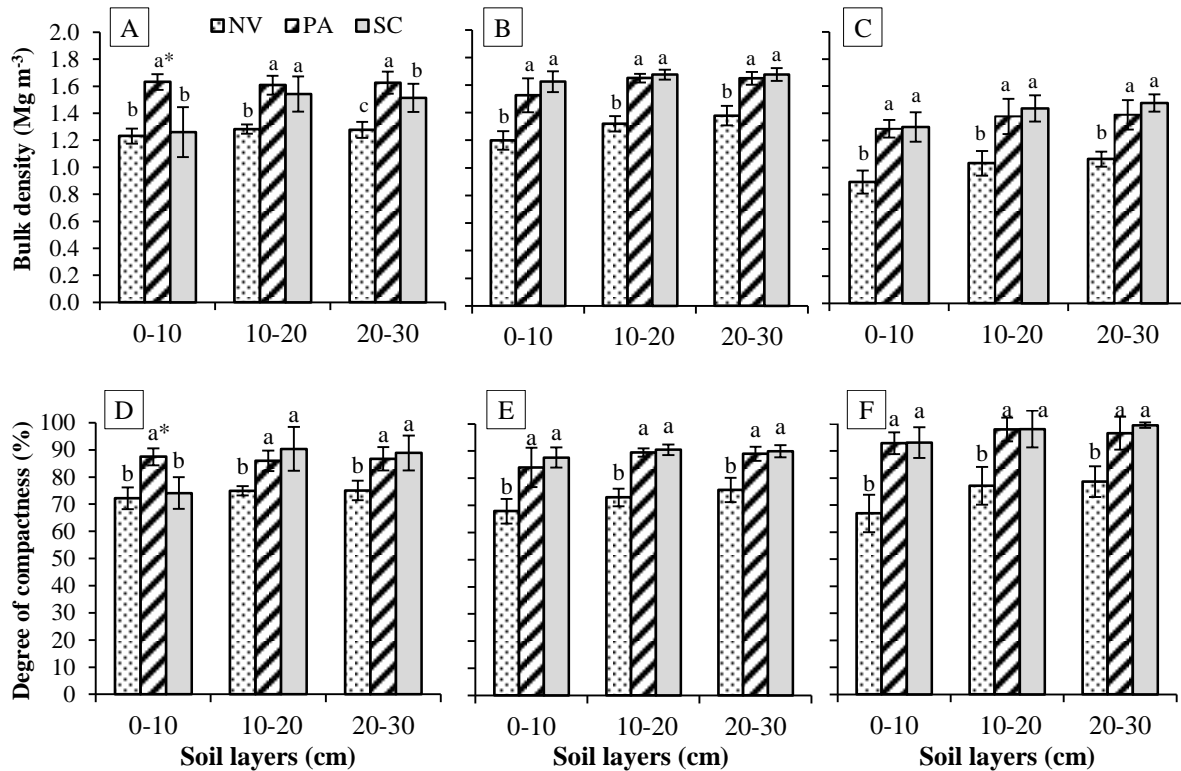 A NV PA SC B C
Bulk density (Mg m⁻³)
2.0
1.8
1.6
1.4
1.2
1.0
0.8
0.6
0.4
0.2
0.0
b a* b b a a c a b
b a a b a a b a a
b a a b a a b a a
0-10 10-20 20-30
0-10 10-20 20-30
0-10 10-20 20-30
D E F
Degree of compactness (%)
100
90
80
70
60
50
40
30
20
10
0
b a* b b a a b a a
b a a b a a b a a
b a a b a a b a a
0-10 10-20 20-30
0-10 10-20 20-30
0-10 10-20 20-30
Soil layers (cm) Soil layers (cm) Soil layers (cm)